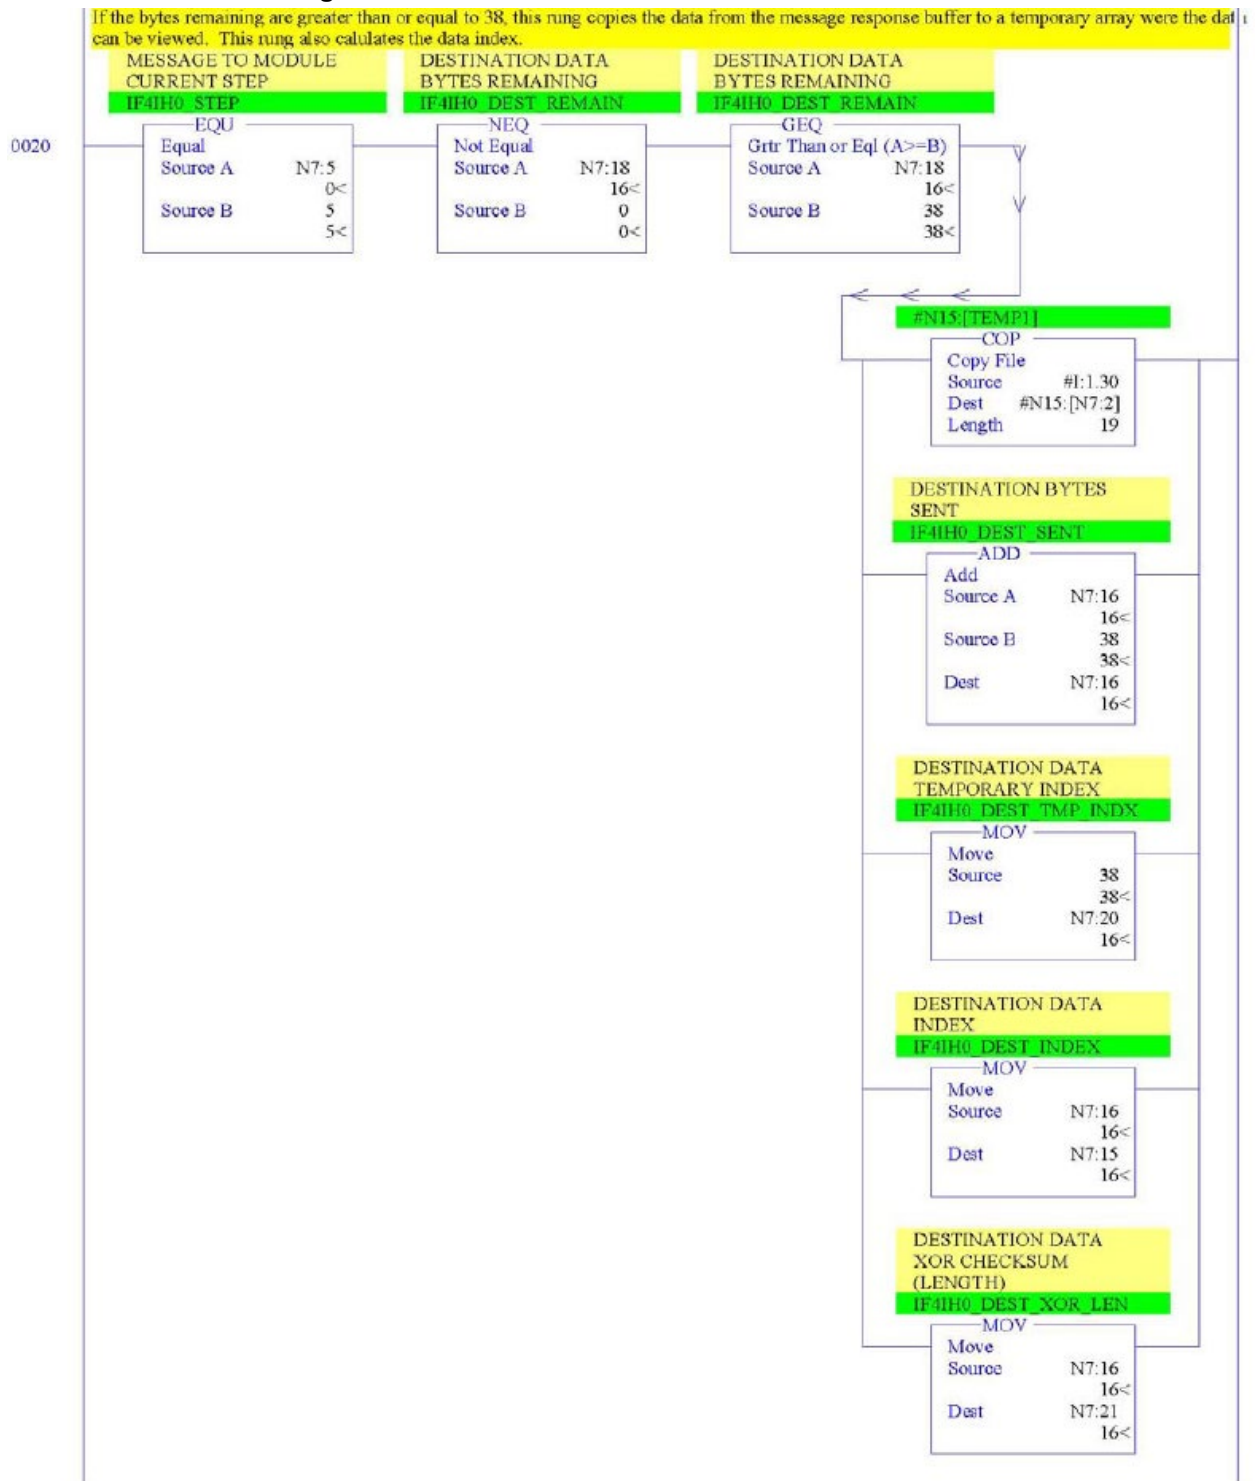 If the bytes remaining are greater than or equal to 38, this rung copies the data from the message response buffer to a temporary array were the dat
can be viewed. This rung also calulates the data index.
MESSAGE TO MODULE
CURRENT STEP
IF4IH0_STEP
DESTINATION DATA
BYTES REMAINING
IF4IH0_DEST_REMAIN
DESTINATION DATA
BYTES REMAINING
IF4IH0_DEST_REMAIN
0020
EQU
Equal
Source A N7:5
0<
Source B 5
5<
NEQ
Not Equal
Source A N7:18
16<
Source B 0
0<
GEQ
Grtr Than or Eql (A>=B)
Source A N7:18
16<
Source B 38
38<
#N15:[TEMP1]
COP
Copy File
Source #I:1.30
Dest #N15:[N7:2]
Length 19
DESTINATION BYTES
SENT
IF4IH0_DEST_SENT
ADD
Add
Source A N7:16
16<
Source B 38
38<
Dest N7:16
16<
DESTINATION DATA
TEMPORARY INDEX
IF4IH0_DEST_TMP_INDX
MOV
Move
Source 38
38<
Dest N7:20
16<
DESTINATION DATA
INDEX
IF4IH0_DEST_INDEX
MOV
Move
Source N7:16
16<
Dest N7:15
16<
DESTINATION DATA
XOR CHECKSUM
(LENGTH)
IF4IH0_DEST_XOR_LEN
MOV
Move
Source N7:16
16<
Dest N7:21
16<